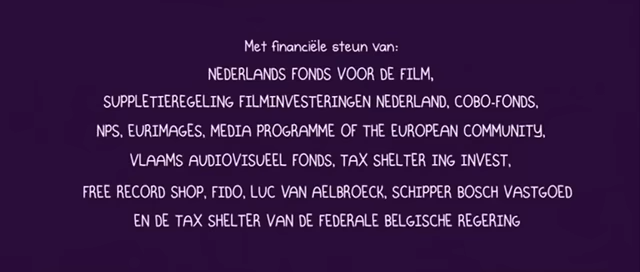 Met financiële steun van:
NEDERLANDS FONDS VOOR DE FILM,
SUPPLETIEREGELING FILMINVESTERINGEN NEDERLAND, COBO-FONDS,
NPS, EURIMAGES, MEDIA PROGRAMME OF THE EUROPEAN COMMUNITY,
VLAAMS AUDIOVISUEEL FONDS, TAX SHELTER ING INVEST,
FREE RECORD SHOP, FIDO, LUC VAN AELBROECK, SCHIPPER BOSCH VASTGOED
EN DE TAX SHELTER VAN DE FEDERALE BELGISCHE REGERING